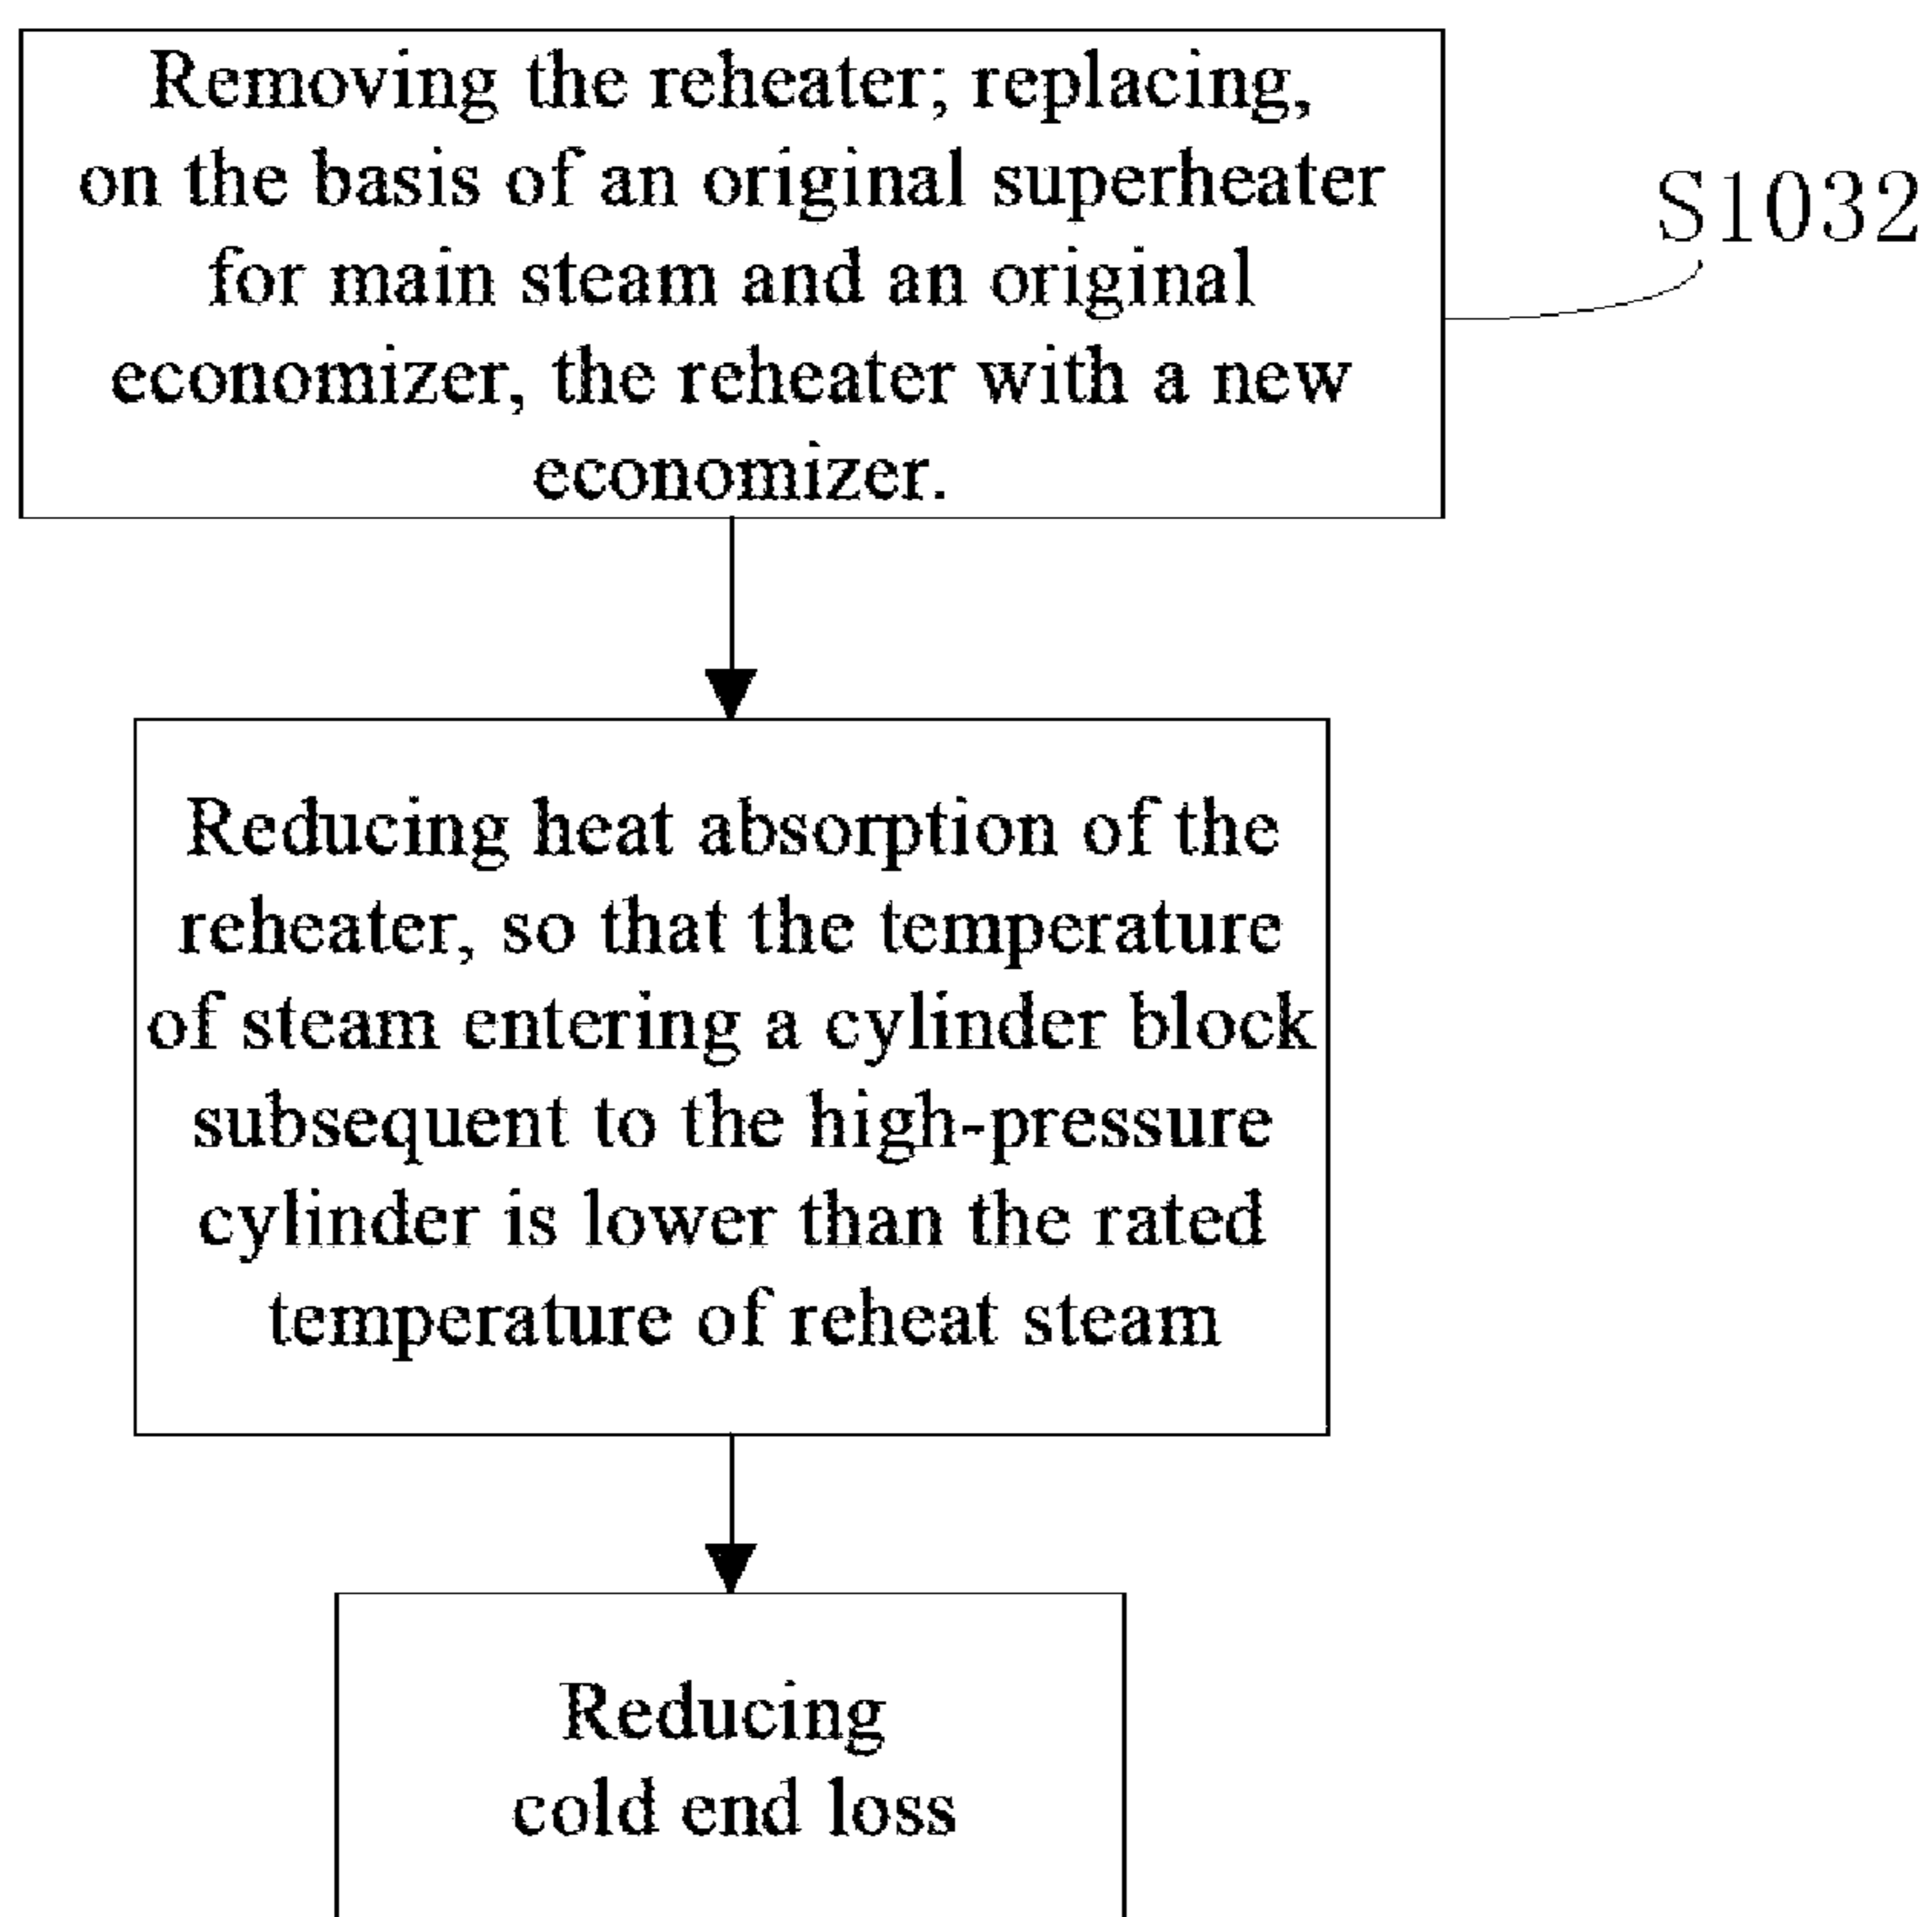 Removing the reheater; replacing,
on the basis of an original superheater
for main steam and an original
economizer, the reheater with a new
economizer.
S1032
Reducing heat absorption of the
reheater, so that the temperature
of steam entering a cylinder block
subsequent to the high-pressure
cylinder is lower than the rated
temperature of reheat steam
Reducing
cold end loss